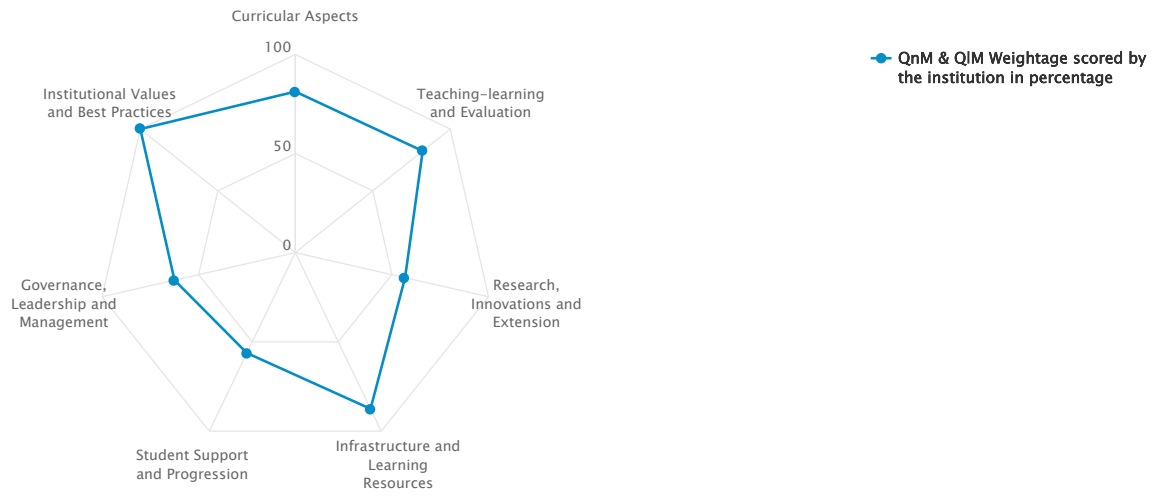 Curricular Aspects
100
50
0
Teaching-learning
and Evaluation
Research,
Innovations and
Extension
Infrastructure and
Learning
Resources
Student Support
and Progression
Governance,
Leadership and
Management
Institutional Values
and Best Practices
QnM & QlM Weightage scored by
the institution in percentage